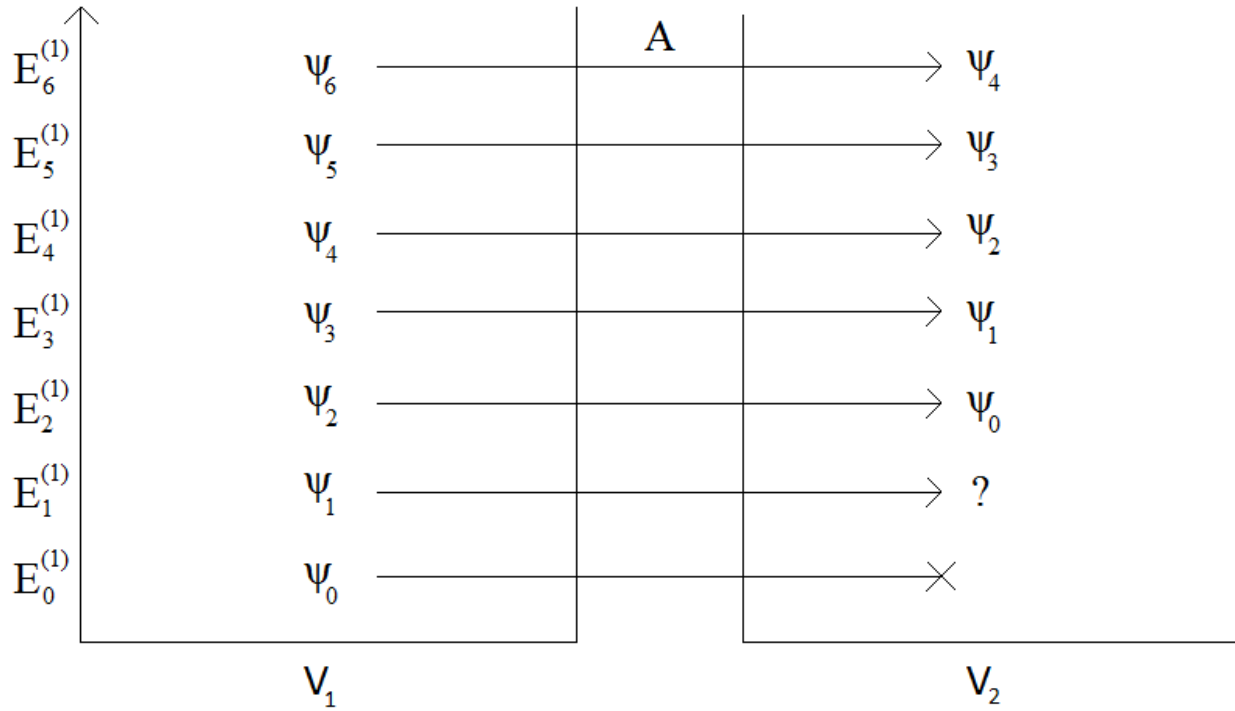 A
E₆⁽¹⁾ ψ₆ ψ₄
E₅⁽¹⁾ ψ₅ ψ₃
E₄⁽¹⁾ ψ₄ ψ₂
E₃⁽¹⁾ ψ₃ ψ₁
E₂⁽¹⁾ ψ₂ ψ₀
E₁⁽¹⁾ ψ₁ ?
E₀⁽¹⁾ ψ₀
V₁ V₂